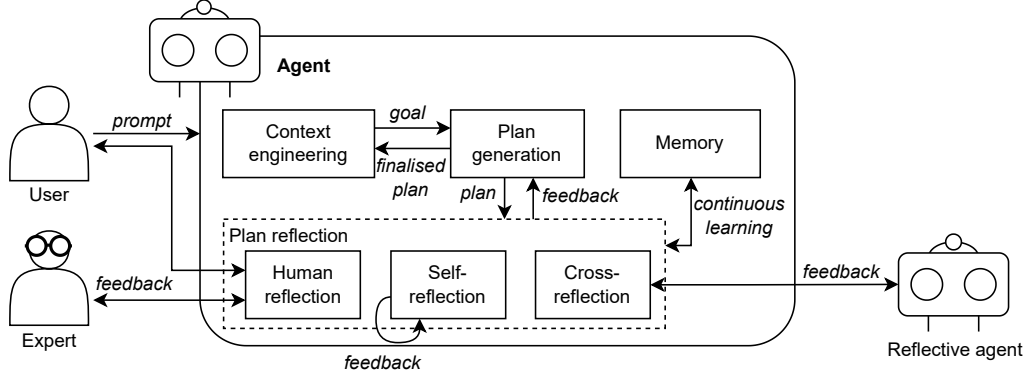 Agent
prompt
Context
engineering
goal
finalised
plan
Plan
generation
Memory
User
plan
feedback
continuous
learning
Plan reflection
Human
reflection
Self-
reflection
Cross-
reflection
feedback
feedback
feedback
Expert
Reflective agent